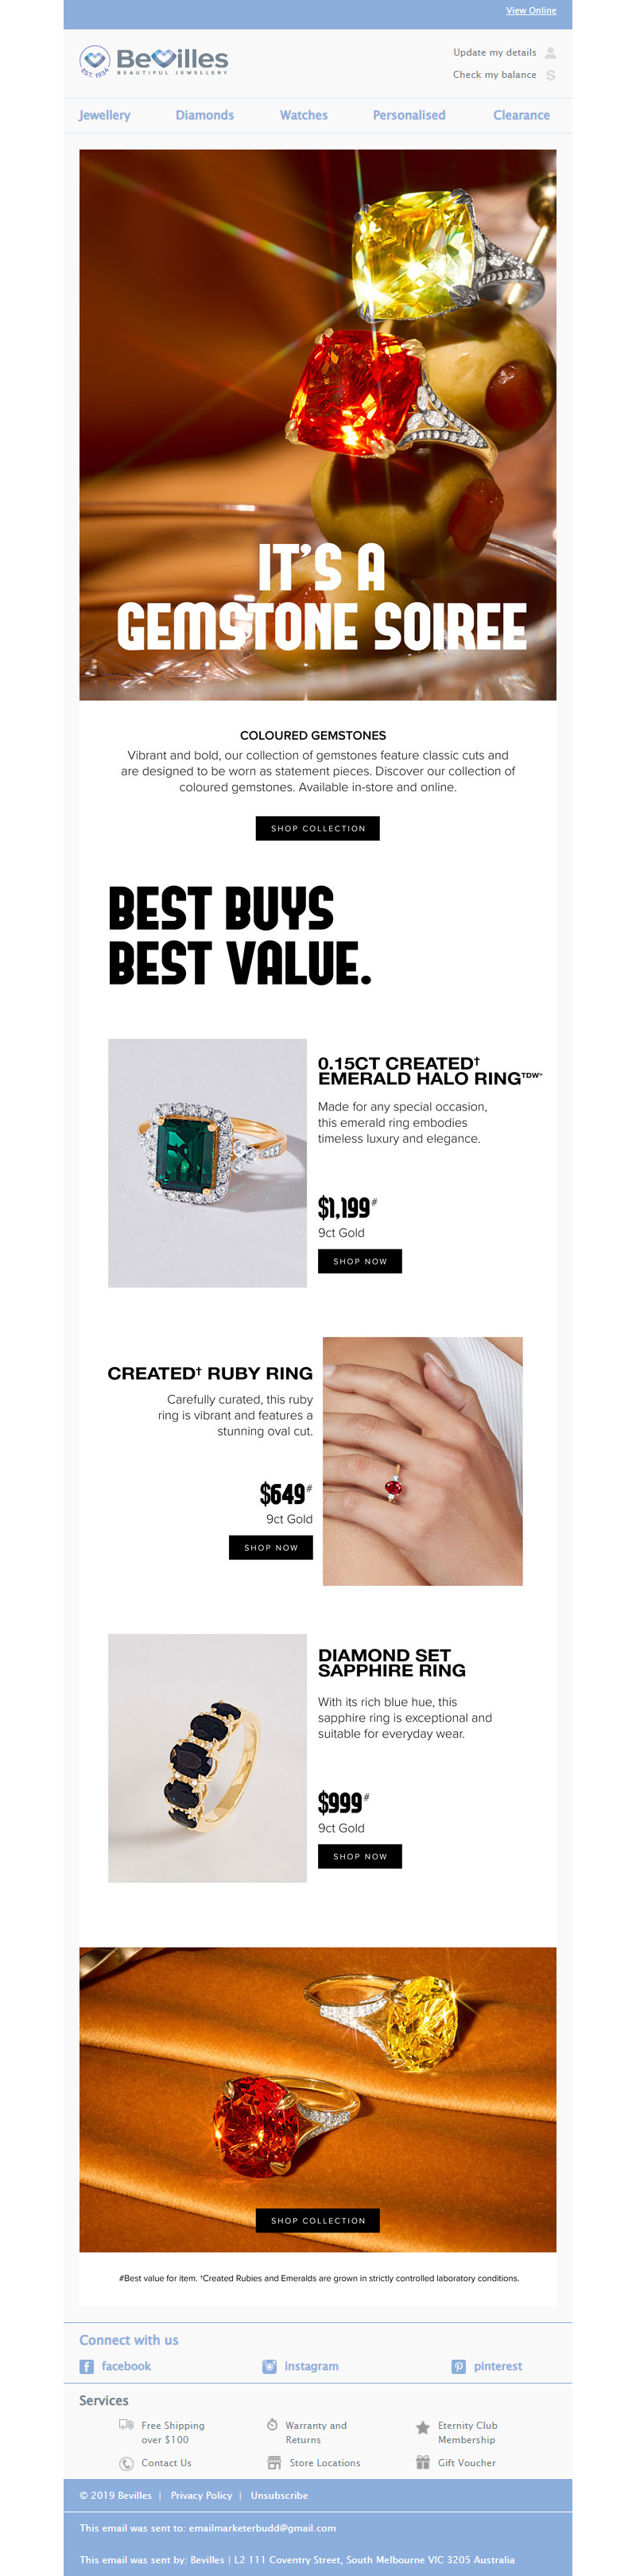 View Online
BeVilles
BEAUTIFUL JEWELLERY
EST. 1934
Update my details
Check my balance
Jewellery Diamonds Watches Personalised Clearance
IT'S A
GEMSTONE SOIREE
COLOURED GEMSTONES
Vibrant and bold, our collection of gemstones feature classic cuts and
are designed to be worn as statement pieces. Discover our collection of
coloured gemstones. Available in-store and online.
SHOP COLLECTION
BEST BUYS
BEST VALUE.
0.15CT CREATED†
EMERALD HALO RING TDW~
Made for any special occasion,
this emerald ring embodies
timeless luxury and elegance.
$1,199#
9ct Gold
SHOP NOW
CREATED† RUBY RING
Carefully curated, this ruby
ring is vibrant and features a
stunning oval cut.
$649#
9ct Gold
SHOP NOW
DIAMOND SET
SAPPHIRE RING
With its rich blue hue, this
sapphire ring is exceptional and
suitable for everyday wear.
$999#
9ct Gold
SHOP NOW
SHOP COLLECTION
#Best value for item. †Created Rubies and Emeralds are grown in strictly controlled laboratory conditions.
Connect with us
facebook instagram pinterest
Services
Free Shipping
over $100
Warranty and
Returns
Eternity Club
Membership
Contact Us
Store Locations
Gift Voucher
© 2019 Bevilles | Privacy Policy | Unsubscribe
This email was sent to: emailmarketerbudd@gmail.com
This email was sent by: Bevilles | L2 111 Coventry Street, South Melbourne VIC 3205 Australia